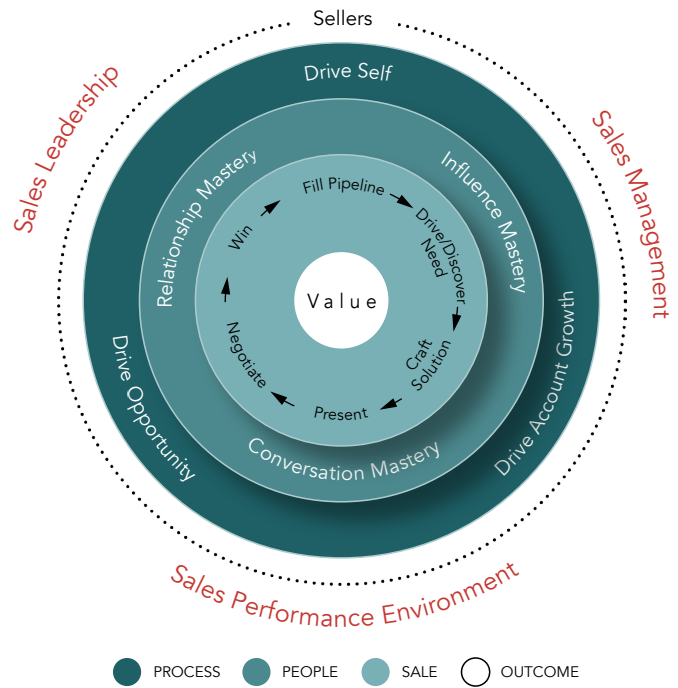 Sellers
Sales Leadership
Sales Management
Drive Self
Relationship Mastery
Influence Mastery
Fill Pipeline
Win
Drive/Discover
Need
Value
Negotiate
Craft
Solution
Present
Drive Opportunity
Drive Account Growth
Conversation Mastery
Sales Performance Environment
PROCESS
PEOPLE
SALE
OUTCOME